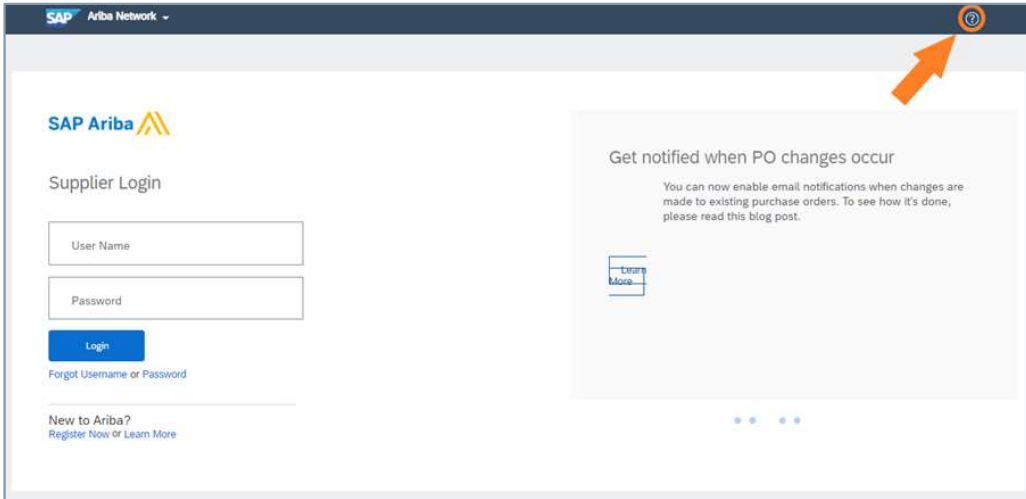 SAP Ariba Network
?
SAP Ariba
Supplier Login
User Name
Password
Login
Forgot Username or Password
New to Ariba?
Register Now or Learn More
Get notified when PO changes occur
You can now enable email notifications when changes are
made to existing purchase orders. To see how it's done,
please read this blog post.
Learn
More